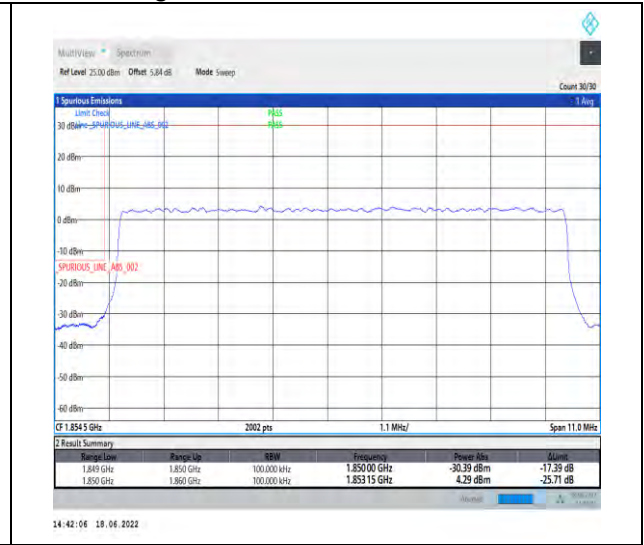 MultiView Spectrum
Ref Level 25.00 dBm Offset 5.84 dB Mode Sweep
Count 30/30
1 Spurious Emissions 1 Avg
Limit Check PASS
30 dBm Line _SPURIOUS_LINE_ABS_002 PASS
20 dBm
10 dBm
0 dBm
-10 dBm
_SPURIOUS_LINE_ABS_002
-20 dBm
-30 dBm
-40 dBm
-50 dBm
-60 dBm
CF 1.8545 GHz 2002 pts 1.1 MHz/ Span 11.0 MHz
2 Result Summary
Range Low Range Up RBW Frequency Power Abs ΔLimit
1.849 GHz 1.850 GHz 100.000 kHz 1.85000 GHz -30.39 dBm -17.39 dB
1.850 GHz 1.860 GHz 100.000 kHz 1.85315 GHz 4.29 dBm -25.71 dB
14:42:06 18.06.2022